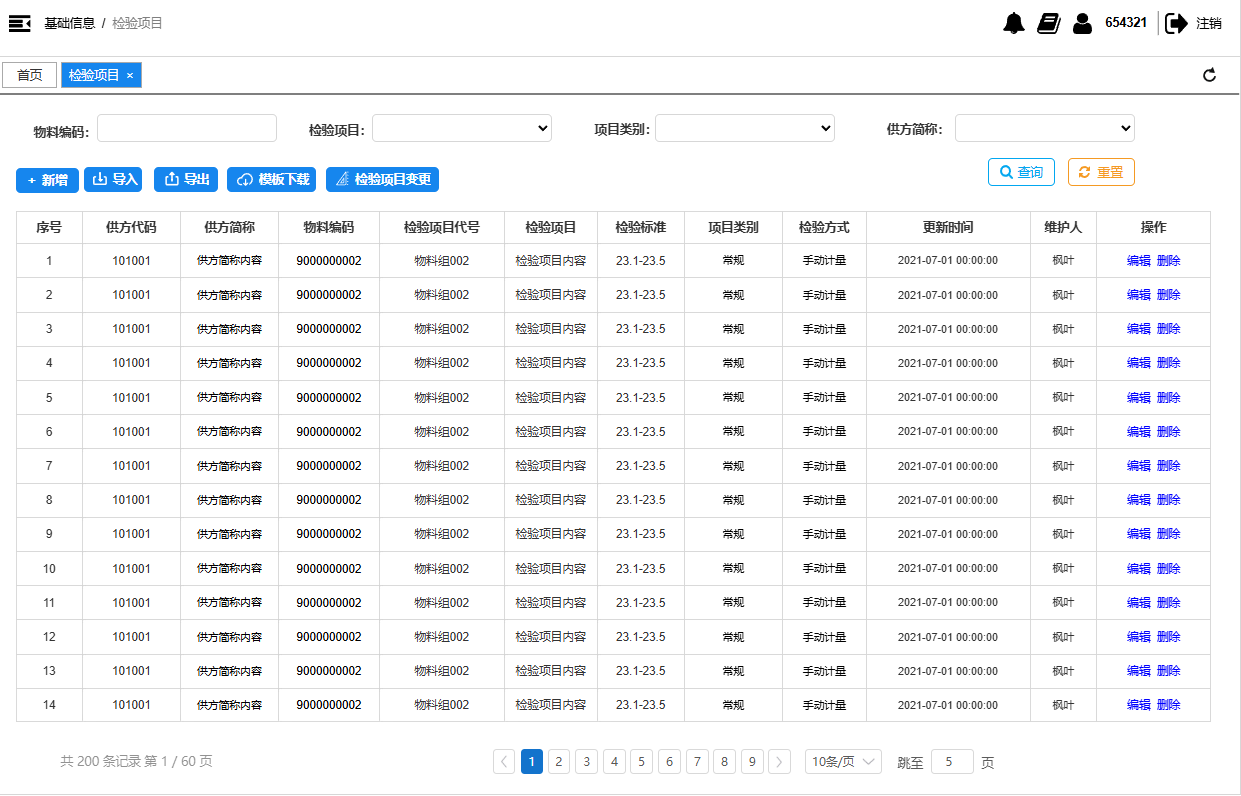 基础信息 / 检验项目 654321 注销
首页 检验项目 ×
物料编码: 检验项目: 项目类别: 供方简称:
+ 新增 导入 导出 模板下载 检验项目变更 查询 重置
序号 供方代码 供方简称 物料编码 检验项目代号 检验项目 检验标准 项目类别 检验方式 更新时间 维护人 操作
1 101001 供方简称内容 9000000002 物料组002 检验项目内容 23.1-23.5 常规 手动计量 2021-07-01 00:00:00 枫叶 编辑 删除
2 101001 供方简称内容 9000000002 物料组002 检验项目内容 23.1-23.5 常规 手动计量 2021-07-01 00:00:00 枫叶 编辑 删除
3 101001 供方简称内容 9000000002 物料组002 检验项目内容 23.1-23.5 常规 手动计量 2021-07-01 00:00:00 枫叶 编辑 删除
4 101001 供方简称内容 9000000002 物料组002 检验项目内容 23.1-23.5 常规 手动计量 2021-07-01 00:00:00 枫叶 编辑 删除
5 101001 供方简称内容 9000000002 物料组002 检验项目内容 23.1-23.5 常规 手动计量 2021-07-01 00:00:00 枫叶 编辑 删除
6 101001 供方简称内容 9000000002 物料组002 检验项目内容 23.1-23.5 常规 手动计量 2021-07-01 00:00:00 枫叶 编辑 删除
7 101001 供方简称内容 9000000002 物料组002 检验项目内容 23.1-23.5 常规 手动计量 2021-07-01 00:00:00 枫叶 编辑 删除
8 101001 供方简称内容 9000000002 物料组002 检验项目内容 23.1-23.5 常规 手动计量 2021-07-01 00:00:00 枫叶 编辑 删除
9 101001 供方简称内容 9000000002 物料组002 检验项目内容 23.1-23.5 常规 手动计量 2021-07-01 00:00:00 枫叶 编辑 删除
10 101001 供方简称内容 9000000002 物料组002 检验项目内容 23.1-23.5 常规 手动计量 2021-07-01 00:00:00 枫叶 编辑 删除
11 101001 供方简称内容 9000000002 物料组002 检验项目内容 23.1-23.5 常规 手动计量 2021-07-01 00:00:00 枫叶 编辑 删除
12 101001 供方简称内容 9000000002 物料组002 检验项目内容 23.1-23.5 常规 手动计量 2021-07-01 00:00:00 枫叶 编辑 删除
13 101001 供方简称内容 9000000002 物料组002 检验项目内容 23.1-23.5 常规 手动计量 2021-07-01 00:00:00 枫叶 编辑 删除
14 101001 供方简称内容 9000000002 物料组002 检验项目内容 23.1-23.5 常规 手动计量 2021-07-01 00:00:00 枫叶 编辑 删除
共 200 条记录 第 1 / 60 页 1 2 3 4 5 6 7 8 9 10条/页 跳至 5 页